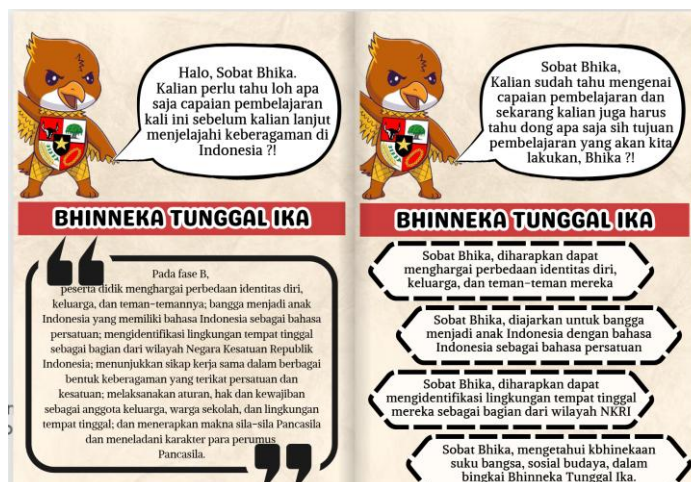 Halo, Sobat Bhika.
Kalian perlu tahu loh apa
saja capaian pembelajaran
kali ini sebelum kalian lanjut
menjelajahi keberagaman di
Indonesia ?!
BHINNEKA TUNGGAL IKA
Pada fase B,
peserta didik menghargai perbedaan identitas diri,
keluarga, dan teman-temannya; bangga menjadi anak
Indonesia yang memiliki bahasa Indonesia sebagai bahasa
persatuan; mengidentifikasi lingkungan tempat tinggal
sebagai bagian dari wilayah Negara Kesatuan Republik
Indonesia; menunjukkan sikap kerja sama dalam berbagai
bentuk keberagaman yang terikat persatuan dan
kesatuan; melaksanakan aturan, hak dan kewajiban
sebagai anggota keluarga, warga sekolah, dan lingkungan
tempat tinggal; dan menerapkan makna sila-sila Pancasila
dan meneladani karakter para perumus
Pancasila.
Sobat Bhika,
Kalian sudah tahu mengenai
capaian pembelajaran dan
sekarang kalian juga harus
tahu dong apa saja sih tujuan
pembelajaran yang akan kita
lakukan, Bhika ?!
BHINNEKA TUNGGAL IKA
Sobat Bhika, diharapkan dapat
menghargai perbedaan identitas diri,
keluarga, dan teman-teman mereka
Sobat Bhika, diajarkan untuk bangga
menjadi anak Indonesia dengan bahasa
Indonesia sebagai bahasa persatuan
Sobat Bhika, diharapkan dapat
mengidentifikasi lingkungan tempat tinggal
mereka sebagai bagian dari wilayah NKRI
Sobat Bhika, mengetahui kbhinekaan
suku bangsa, sosial budaya, dalam
bingkai Bhinneka Tunggal Ika.